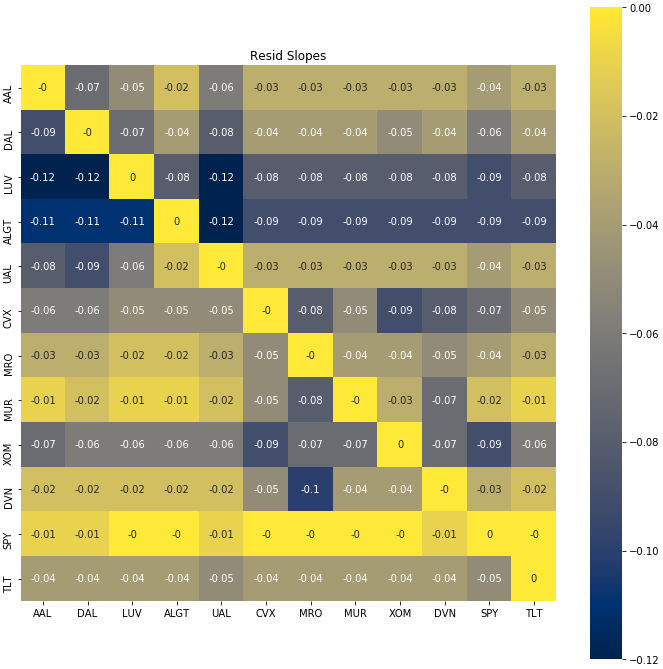 Resid Slopes
AAL -0 -0.07 -0.05 -0.02 -0.06 -0.03 -0.03 -0.03 -0.03 -0.03 -0.04 -0.03
DAL -0.09 -0 -0.07 -0.04 -0.08 -0.04 -0.04 -0.04 -0.05 -0.04 -0.06 -0.04
LUV -0.12 -0.12 0 -0.08 -0.12 -0.08 -0.08 -0.08 -0.08 -0.08 -0.09 -0.08
ALGT -0.11 -0.11 -0.11 0 -0.12 -0.09 -0.09 -0.09 -0.09 -0.09 -0.09 -0.09
UAL -0.08 -0.09 -0.06 -0.02 -0 -0.03 -0.03 -0.03 -0.03 -0.03 -0.04 -0.03
CVX -0.06 -0.06 -0.05 -0.05 -0.05 -0 -0.08 -0.05 -0.09 -0.08 -0.07 -0.05
MRO -0.03 -0.03 -0.02 -0.02 -0.03 -0.05 -0 -0.04 -0.04 -0.05 -0.04 -0.03
MUR -0.01 -0.02 -0.01 -0.01 -0.02 -0.05 -0.08 -0 -0.03 -0.07 -0.02 -0.01
XOM -0.07 -0.06 -0.06 -0.06 -0.06 -0.09 -0.07 -0.07 0 -0.07 -0.09 -0.06
DVN -0.02 -0.02 -0.02 -0.02 -0.02 -0.05 -0.1 -0.04 -0.04 -0 -0.03 -0.02
SPY -0.01 -0.01 -0 -0 -0.01 -0 -0 -0 -0 -0.01 0 -0
TLT -0.04 -0.04 -0.04 -0.04 -0.05 -0.04 -0.04 -0.04 -0.04 -0.04 -0.05 0
AAL DAL LUV ALGT UAL CVX MRO MUR XOM DVN SPY TLT
0.00
−0.02
−0.04
−0.06
−0.08
−0.10
−0.12